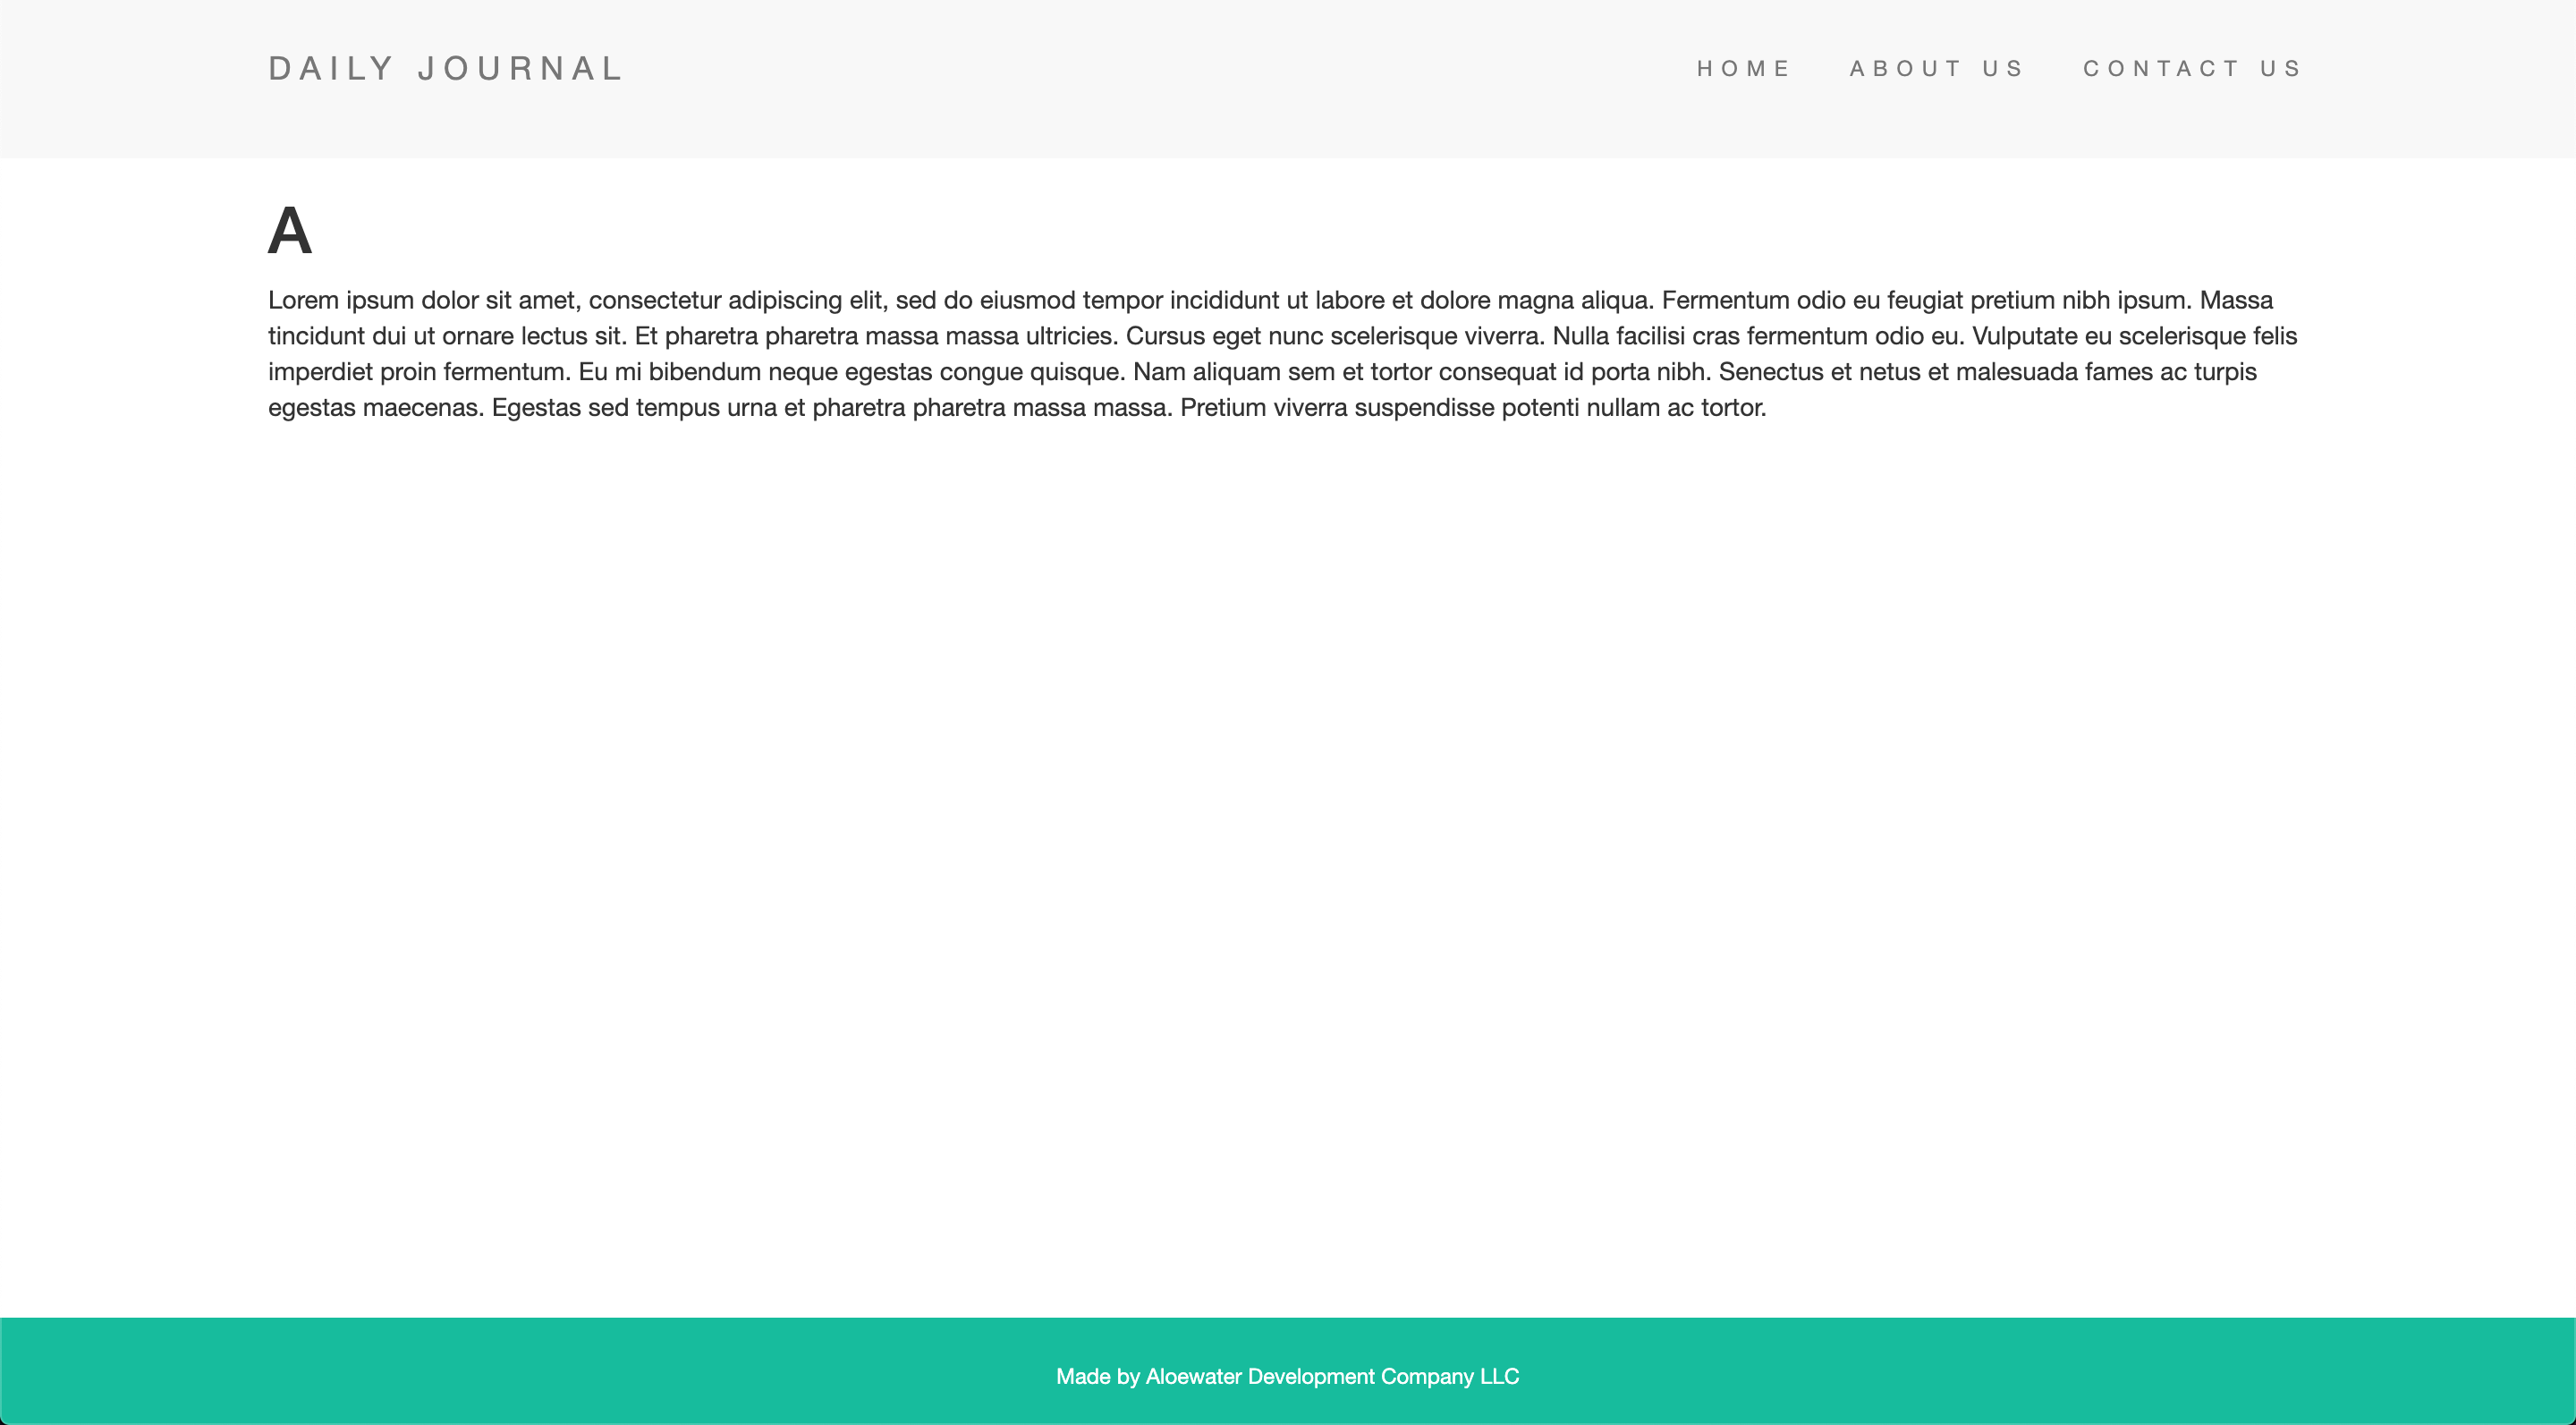 DAILY JOURNAL
HOME ABOUT US CONTACT US
A
Lorem ipsum dolor sit amet, consectetur adipiscing elit, sed do eiusmod tempor incididunt ut labore et dolore magna aliqua. Fermentum odio eu feugiat pretium nibh ipsum. Massa
tincidunt dui ut ornare lectus sit. Et pharetra pharetra massa massa ultricies. Cursus eget nunc scelerisque viverra. Nulla facilisi cras fermentum odio eu. Vulputate eu scelerisque felis
imperdiet proin fermentum. Eu mi bibendum neque egestas congue quisque. Nam aliquam sem et tortor consequat id porta nibh. Senectus et netus et malesuada fames ac turpis
egestas maecenas. Egestas sed tempus urna et pharetra pharetra massa massa. Pretium viverra suspendisse potenti nullam ac tortor.
Made by Aloewater Development Company LLC